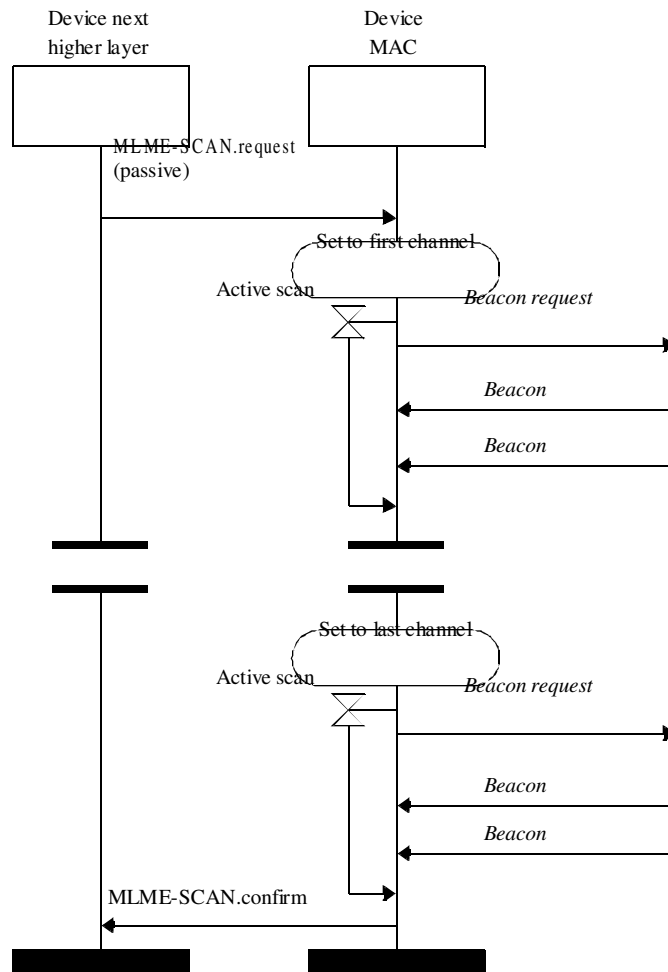 Device next
higher layer
Device
MAC
MLME-SCAN.request
(passive)
Set to first channel
Active scan
Beacon request
Beacon
Beacon
Set to last channel
Active scan
Beacon request
Beacon
Beacon
MLME-SCAN.confirm